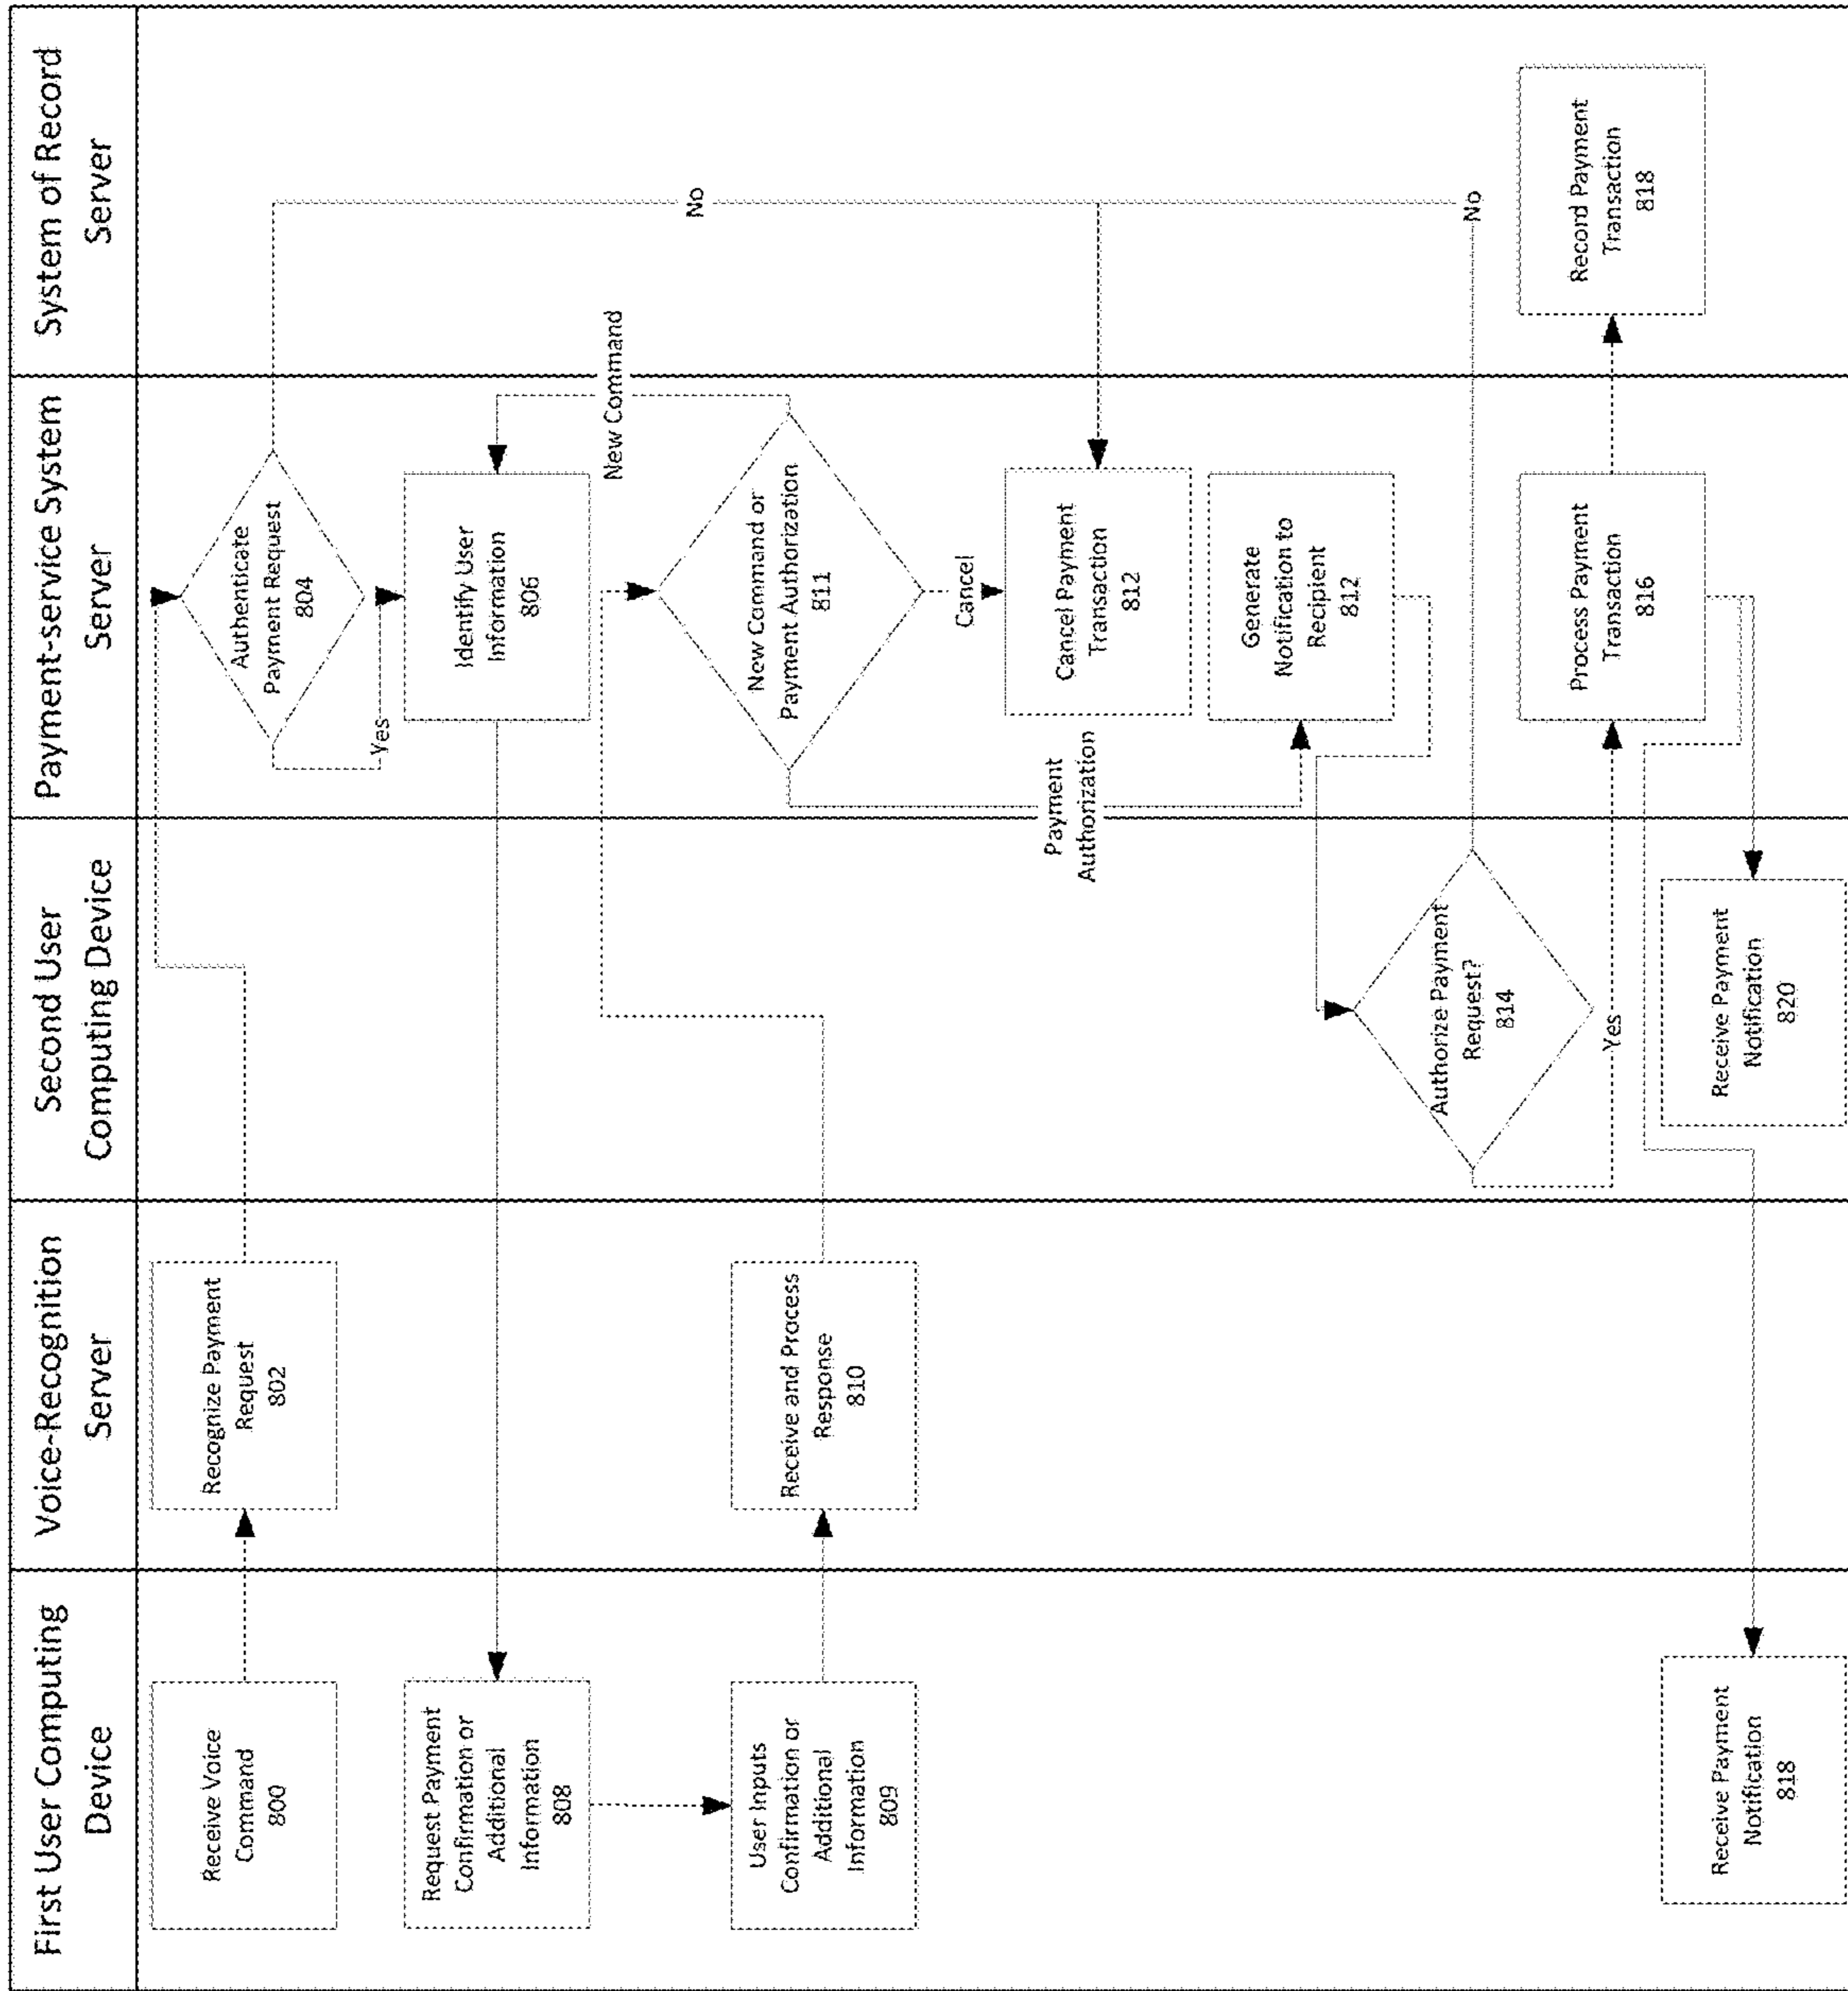 First User Computing
Device
Voice-Recognition
Server
Second User
Computing Device
Payment-service System
Server
System of Record
Server
Receive Voice
Command
800
Recognize Payment
Request
802
Authenticate
Payment Request
804
Yes
No
Identify User
Information
806
Request Payment
Confirmation or
Additional
Information
808
User Inputs
Confirmation or
Additional
Information
809
Receive and Process
Response
810
New Command or
Payment Authorization
811
New Command
Cancel
Payment
Authorization
Cancel Payment
Transaction
812
Generate
Notification to
Recipient
812
Authorize Payment
Request?
814
No
Yes
Process Payment
Transaction
816
Record Payment
Transaction
818
Receive Payment
Notification
818
Receive Payment
Notification
820